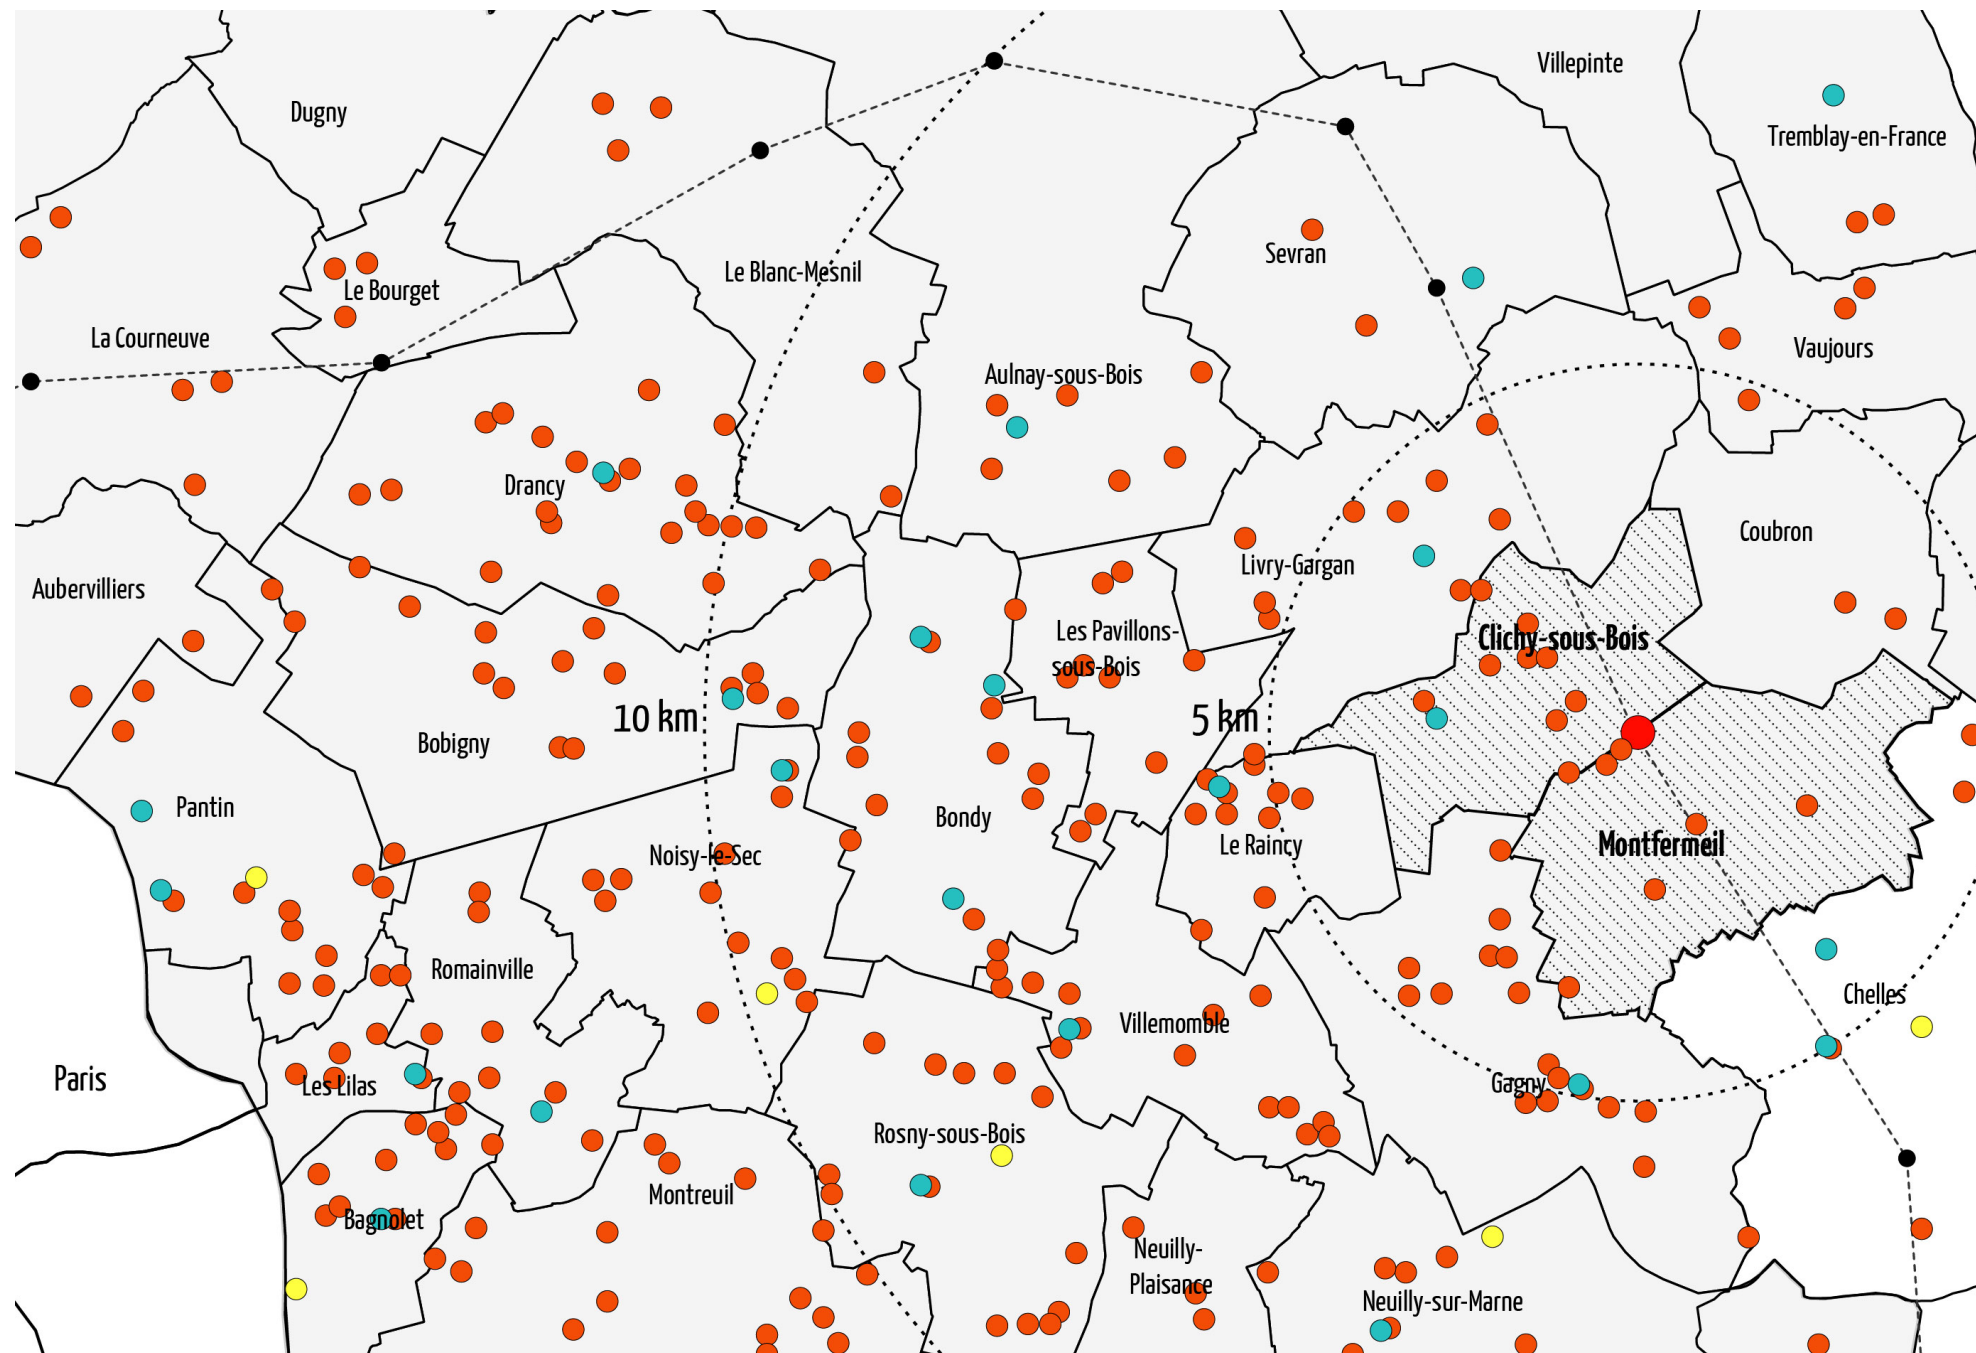 Villepinte
Dugny
Tremblay-en-France
Sevran
Le Blanc-Mesnil
Le Bourget
La Courneuve
Vaujours
Aulnay-sous-Bois
Drancy
Coubron
Livry-Gargan
Aubervilliers
Les Pavillons-
sous-Bois
Clichy-sous-Bois
10 km
5 km
Bobigny
Pantin
Bondy
Le Raincy
Montfermeil
Noisy-le-Sec
Romainville
Chelles
Villemomble
Paris
Les Lilas
Gagny
Rosny-sous-Bois
Montreuil
Bagnolet
Neuilly-
Plaisance
Neuilly-sur-Marne